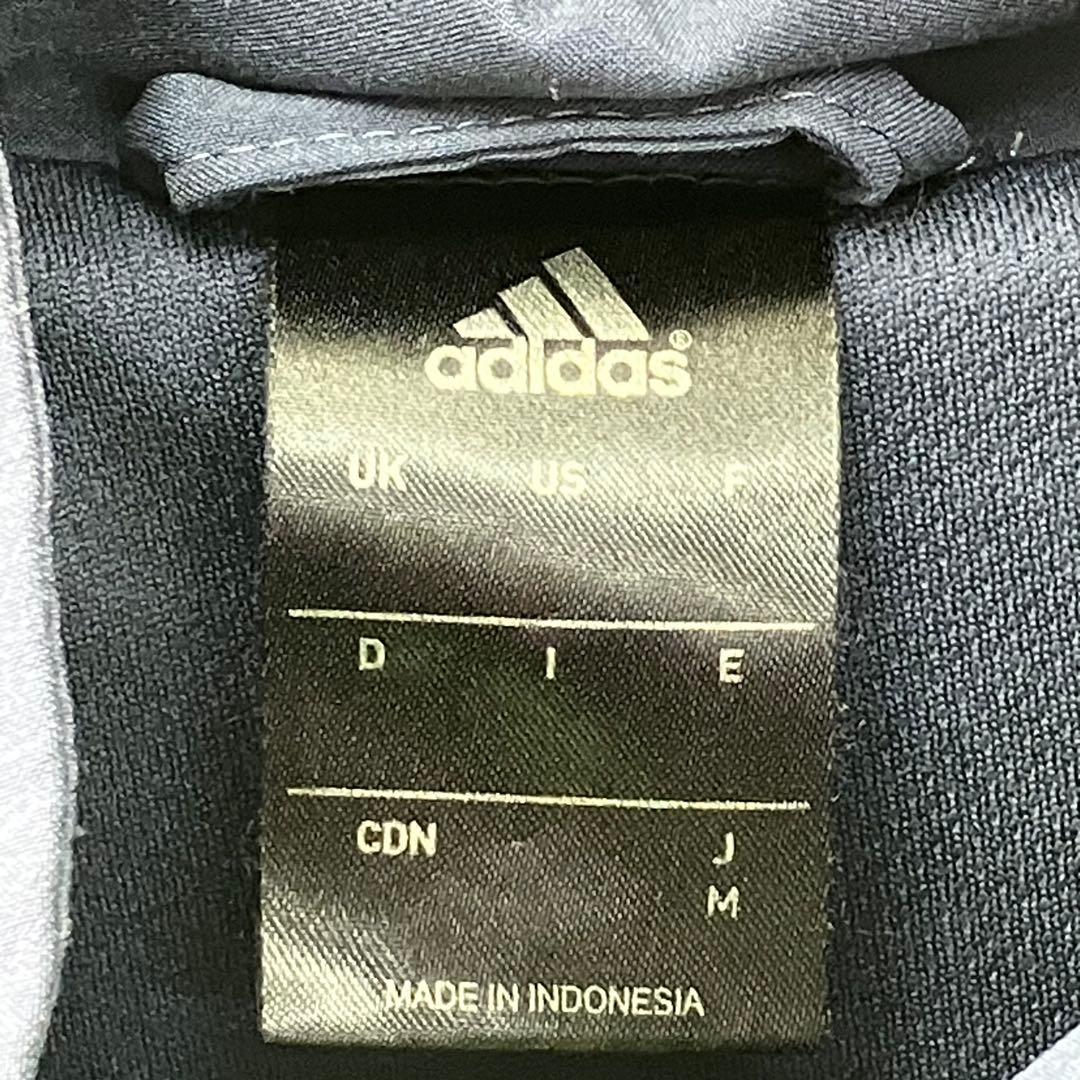 adidas®
UK US F
D I E
CDN J
M
MADE IN INDONESIA